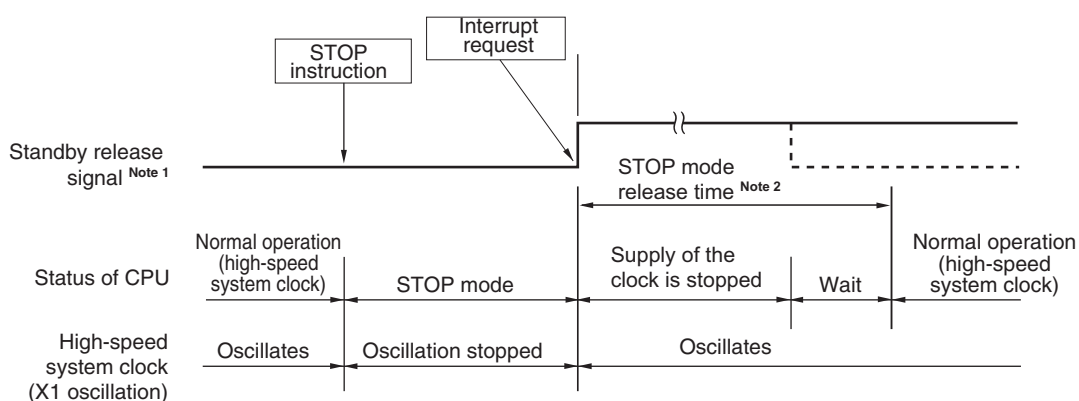 Interrupt
request
STOP
instruction
Standby release
signal Note 1
STOP mode
release time Note 2
Status of CPU
Normal operation
(high-speed
system clock)
STOP mode
Supply of the
clock is stopped
Wait
Normal operation
(high-speed
system clock)
High-speed
system clock
(X1 oscillation)
Oscillates
Oscillation stopped
Oscillates